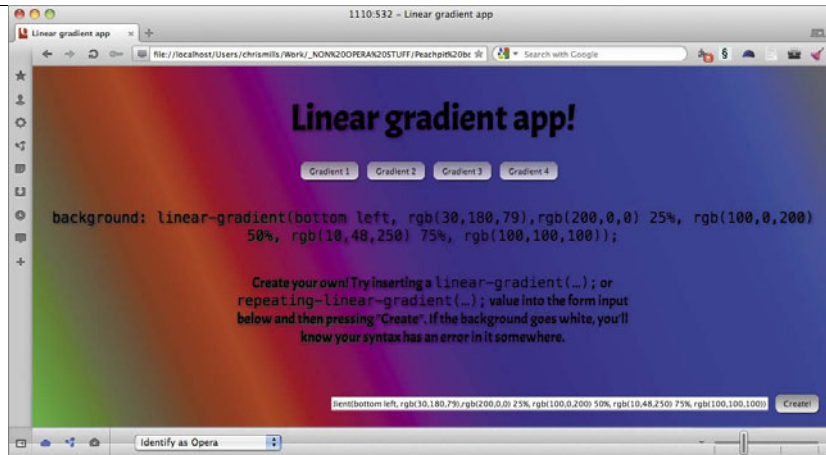 1110:532 – Linear gradient app
Linear gradient app
file://localhost/Users/chrismills/Work/_NON%20OPERA%20STUFF/Peachpit%20bc
Search with Google
Linear gradient app!
Gradient 1 Gradient 2 Gradient 3 Gradient 4
background: linear-gradient(bottom left, rgb(30,180,79),rgb(200,0,0) 25%, rgb(100,0,200)
50%, rgb(10,48,250) 75%, rgb(100,100,100));
Create your own! Try inserting a linear-gradient(…); or
repeating-linear-gradient(…); value into the form input
below and then pressing "Create". If the background goes white, you'll
know your syntax has an error in it somewhere.
dient(bottom left, rgb(30,180,79),rgb(200,0,0) 25%, rgb(100,0,200) 50%, rgb(10,48,250) 75%, rgb(100,100,100)) Create!
Identify as Opera